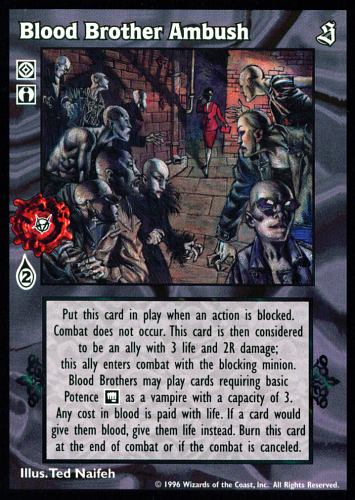 Blood Brother Ambush
2
Put this card in play when an action is blocked.
Combat does not occur. This card is then considered
to be an ally with 3 life and 2R damage;
this ally enters combat with the blocking minion.
Blood Brothers may play cards requiring basic
Potence as a vampire with a capacity of 3.
Any cost in blood is paid with life. If a card would
give them blood, give them life instead. Burn this card
at the end of combat or if the combat is canceled.
Illus. Ted Naifeh
© 1996 Wizards of the Coast, Inc. All Rights Reserved.